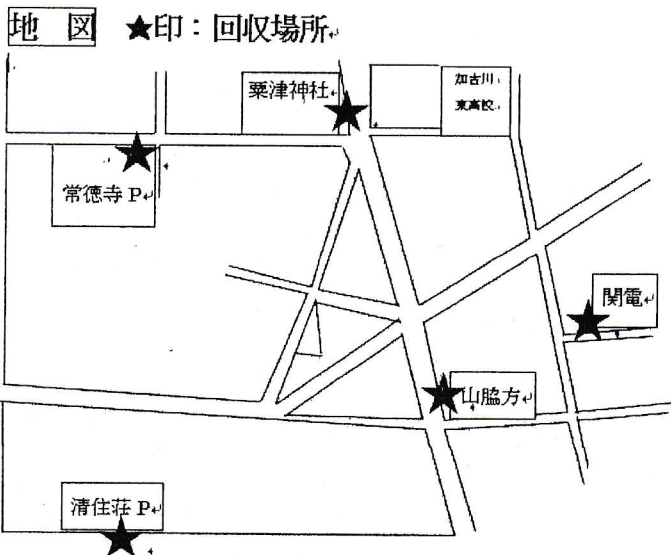 地 図 ★印：回収場所
粟津神社
加古川
東高校
常徳寺 P
関電
山脇方
清住荘 P